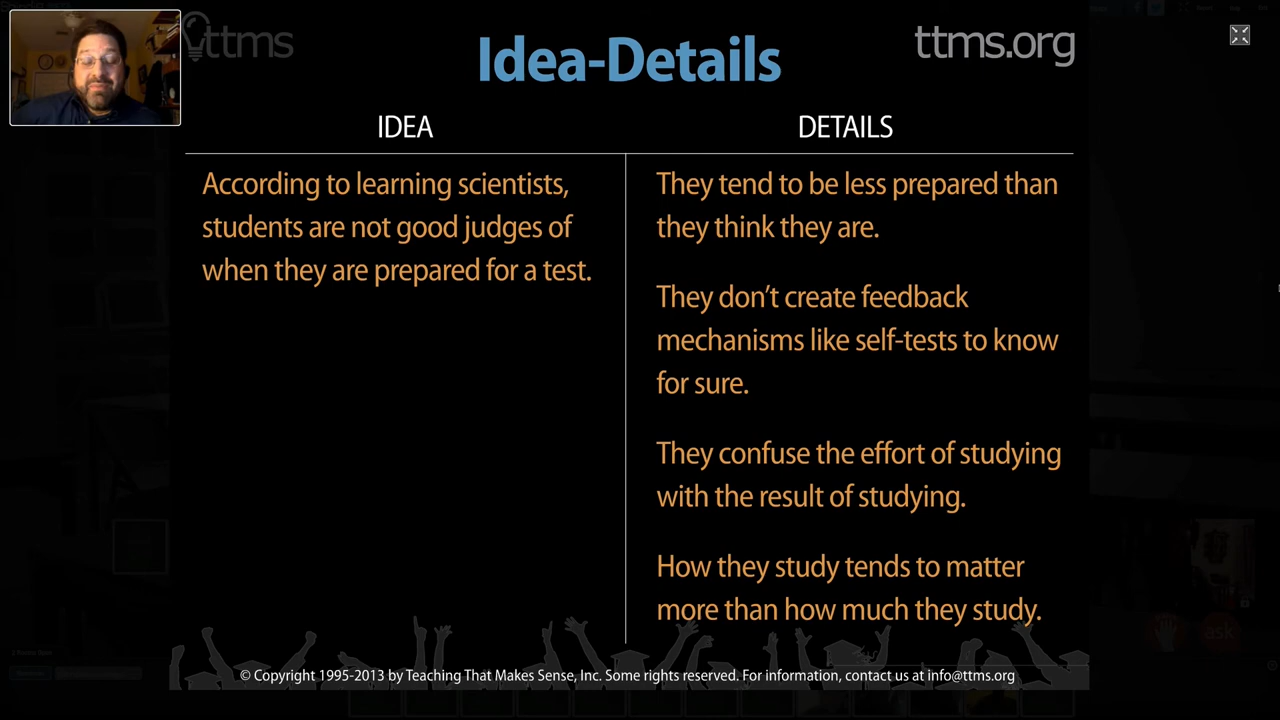 ttms
Idea-Details
ttms.org
IDEA
DETAILS
According to learning scientists,
students are not good judges of
when they are prepared for a test.
They tend to be less prepared than
they think they are.
They don’t create feedback
mechanisms like self-tests to know
for sure.
They confuse the effort of studying
with the result of studying.
How they study tends to matter
more than how much they study.
ask
© Copyright 1995-2013 by Teaching That Makes Sense, Inc. Some rights reserved. For information, contact us at info@ttms.org